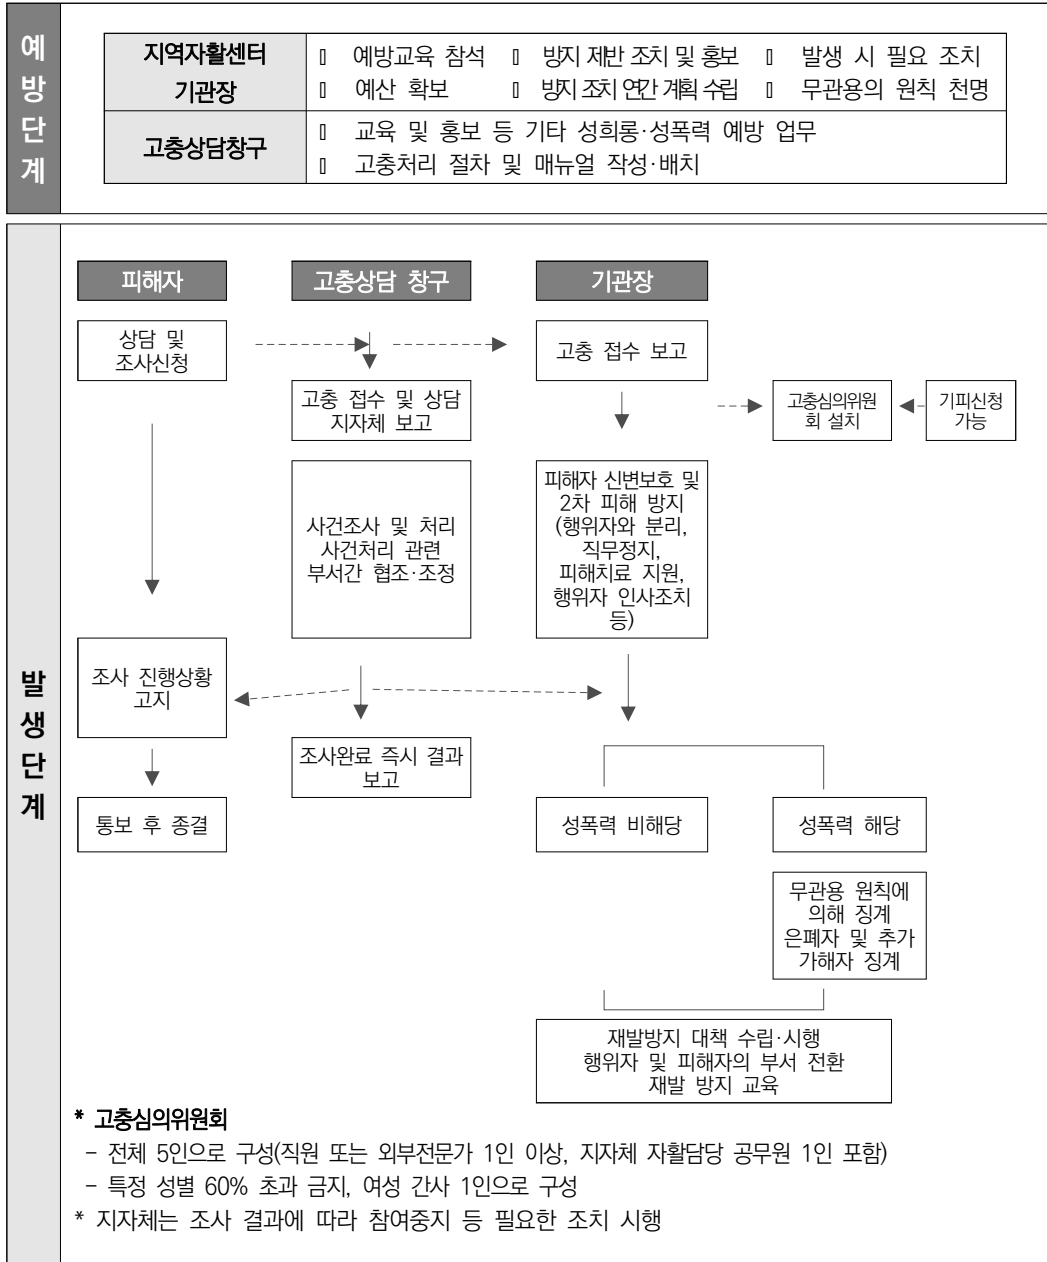 예
방
단
계
지역자활센터
기관장
▯ 예방교육 참석 ▯ 방지 제반 조치 및 홍보 ▯ 발생 시 필요 조치
▯ 예산 확보 ▯ 방지 조치 연간 계획 수립 ▯ 무관용의 원칙 천명
고충상담창구
▯ 교육 및 홍보 등 기타 성희롱·성폭력 예방 업무
▯ 고충처리 절차 및 매뉴얼 작성·배치
발
생
단
계
피해자
고충상담 창구
기관장
상담 및
조사신청
고충 접수 보고
고충 접수 및 상담
지자체 보고
고충심의위원
회 설치
기피신청
가능
사건조사 및 처리
사건처리 관련
부서간 협조·조정
피해자 신변보호 및
2차 피해 방지
(행위자와 분리,
직무정지,
피해치료 지원,
행위자 인사조치
등)
조사 진행상황
고지
조사완료 즉시 결과
보고
통보 후 종결
성폭력 비해당
성폭력 해당
무관용 원칙에
의해 징계
은폐자 및 추가
가해자 징계
재발방지 대책 수립·시행
행위자 및 피해자의 부서 전환
재발 방지 교육
* 고충심의위원회
- 전체 5인으로 구성(직원 또는 외부전문가 1인 이상, 지자체 자활담당 공무원 1인 포함)
- 특정 성별 60% 초과 금지, 여성 간사 1인으로 구성
* 지자체는 조사 결과에 따라 참여중지 등 필요한 조치 시행